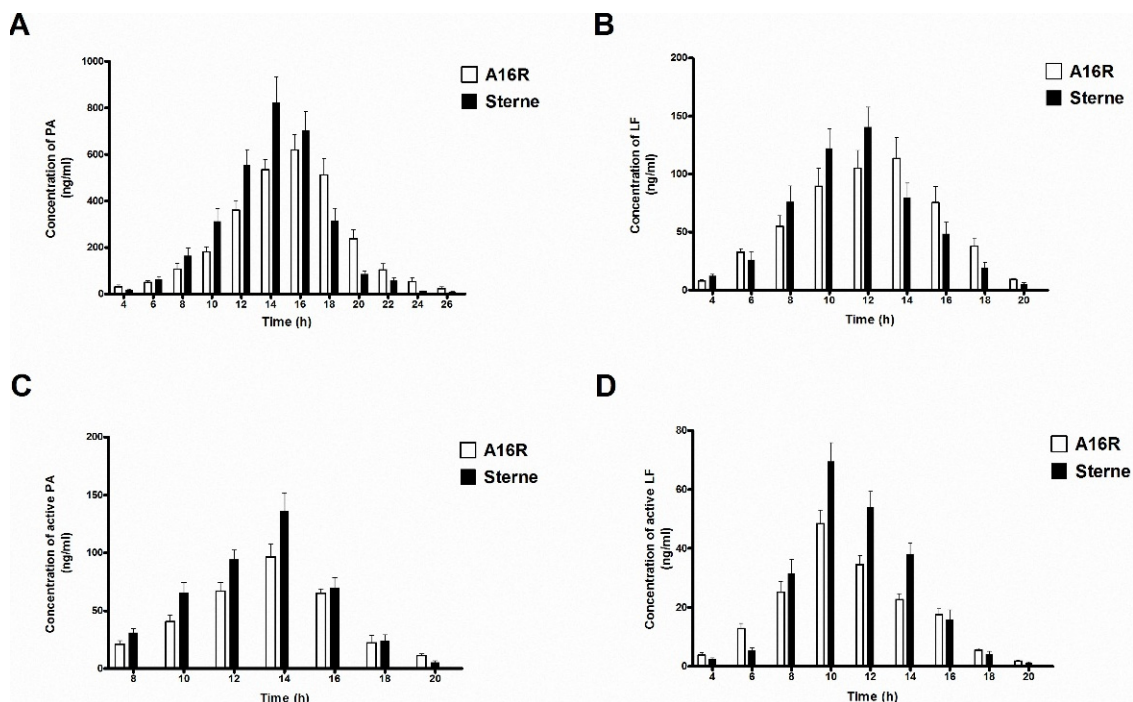 A
Concentration of PA
(ng/ml)
1000
800
600
400
200
0
4 6 8 10 12 14 16 18 20 22 24 26
Time (h)
A16R
Sterne
B
Concentration of LF
(ng/ml)
200
150
100
50
0
4 6 8 10 12 14 16 18 20
Time (h)
A16R
Sterne
C
Concentration of active PA
(ng/ml)
200
150
100
50
0
8 10 12 14 16 18 20
Time (h)
A16R
Sterne
D
Concentration of active LF
(ng/ml)
80
60
40
20
0
4 6 8 10 12 14 16 18 20
Time (h)
A16R
Sterne